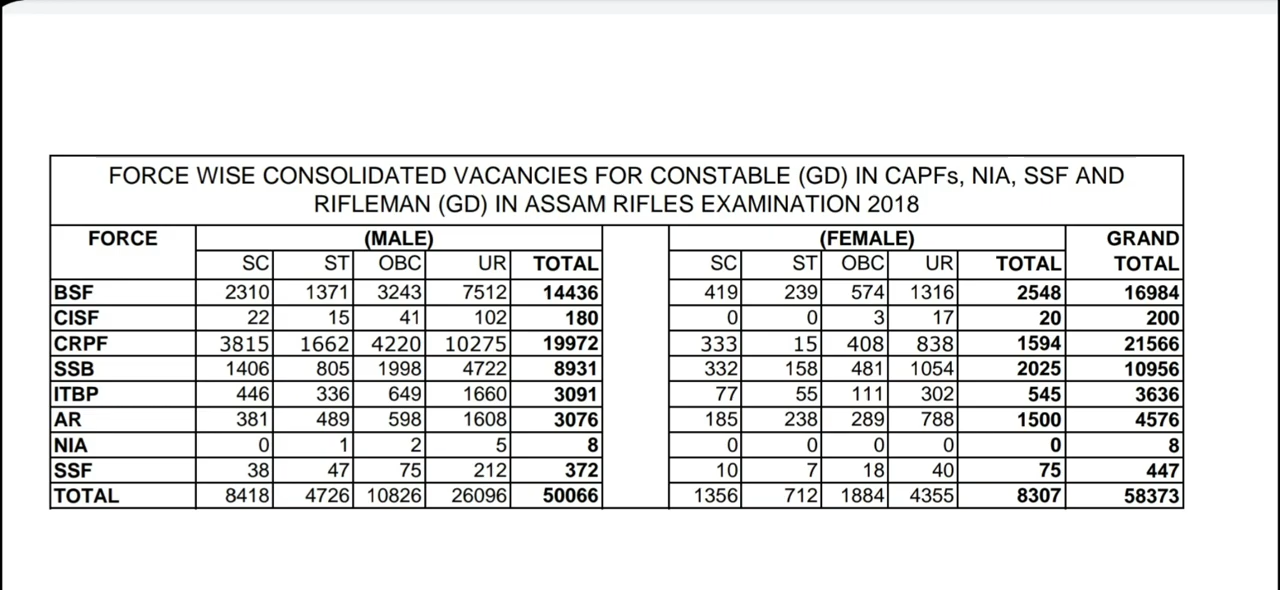 FORCE WISE CONSOLIDATED VACANCIES FOR CONSTABLE (GD) IN CAPFs, NIA, SSF AND
RIFLEMAN (GD) IN ASSAM RIFLES EXAMINATION 2018
FORCE (MALE) (FEMALE) GRAND
SC ST OBC UR TOTAL SC ST OBC UR TOTAL TOTAL
BSF 2310 1371 3243 7512 14436 419 239 574 1316 2548 16984
CISF 22 15 41 102 180 0 0 3 17 20 200
CRPF 3815 1662 4220 10275 19972 333 15 408 838 1594 21566
SSB 1406 805 1998 4722 8931 332 158 481 1054 2025 10956
ITBP 446 336 649 1660 3091 77 55 111 302 545 3636
AR 381 489 598 1608 3076 185 238 289 788 1500 4576
NIA 0 1 2 5 8 0 0 0 0 0 8
SSF 38 47 75 212 372 10 7 18 40 75 447
TOTAL 8418 4726 10826 26096 50066 1356 712 1884 4355 8307 58373